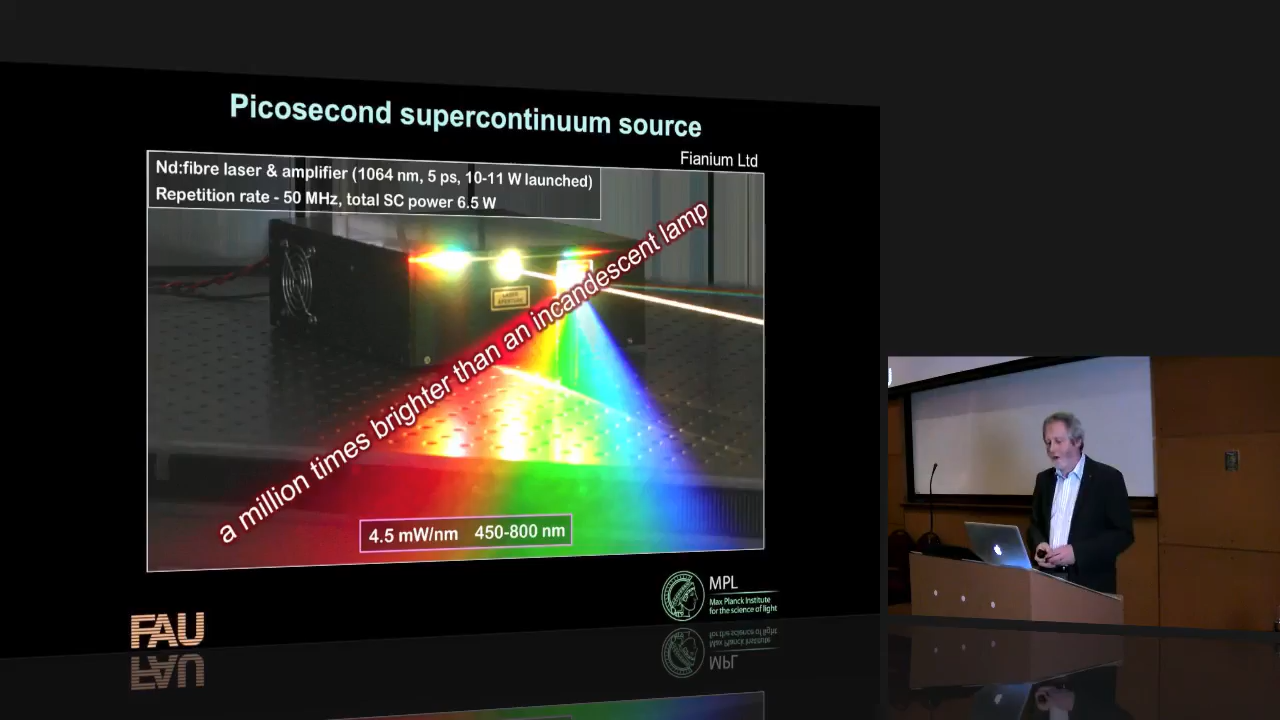 Picosecond supercontinuum source
Fianium Ltd
Nd:fibre laser & amplifier (1064 nm, 5 ps, 10-11 W launched)
Repetition rate - 50 MHz, total SC power 6.5 W
a million times brighter than an incandescent lamp
LASER
APERTURE
4.5 mW/nm 450-800 nm
MPL
Max Planck Institute
for the science of light
FAU